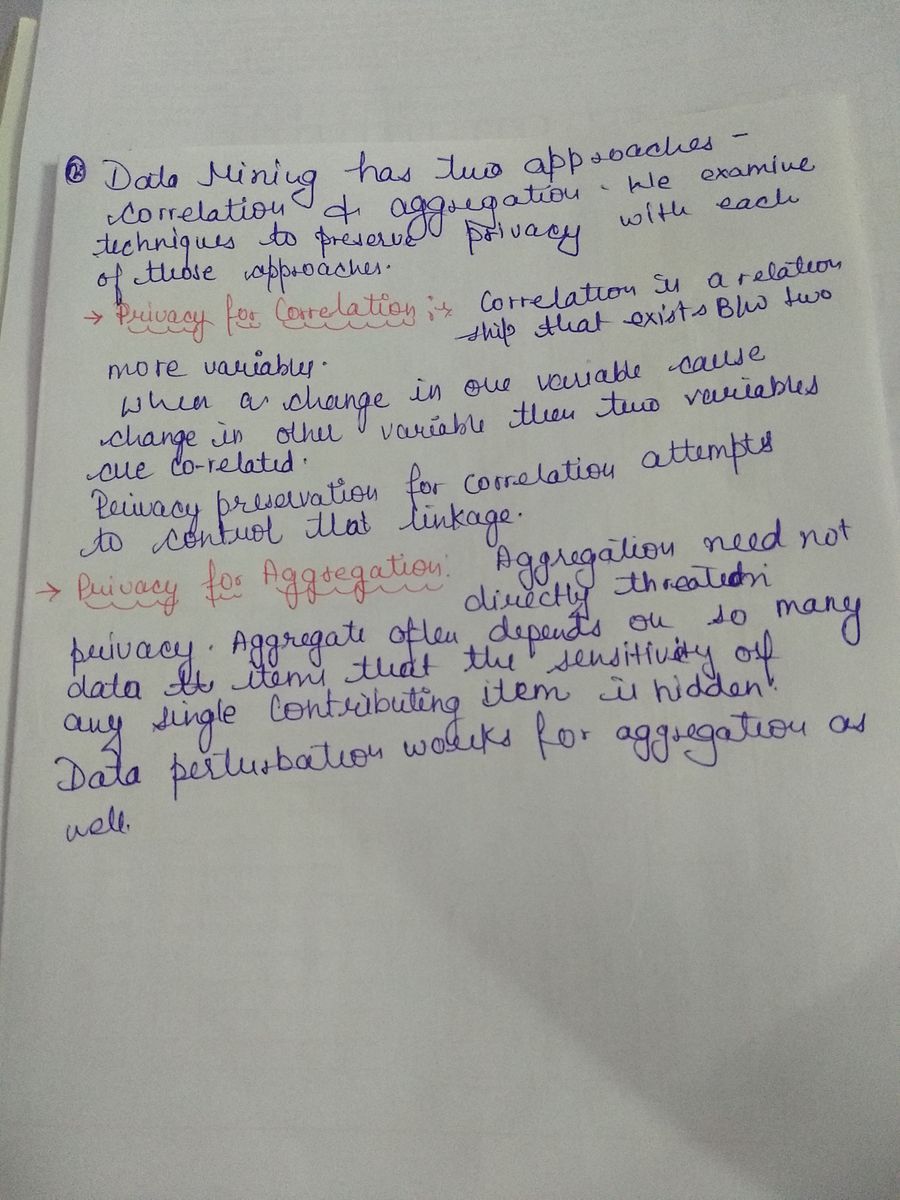 ② Data Mining has two approaches -
correlation & aggregation. We examine
techniques to preserve privacy with each
of those approaches.
→ Privacy for Correlation :- Correlation is a relation
ship that exists B/w two
more variables.
When a change in one variable cause
change in other variable then two variables
are co-related.
Privacy preservation for correlation attempts
to control that linkage.
→ Privacy for Aggregation: Aggregation need not
directly threaten
privacy. Aggregate often depends on so many
data items that the sensitivity of
any single contributing item is hidden.
Data perturbation works for aggregation as
well.